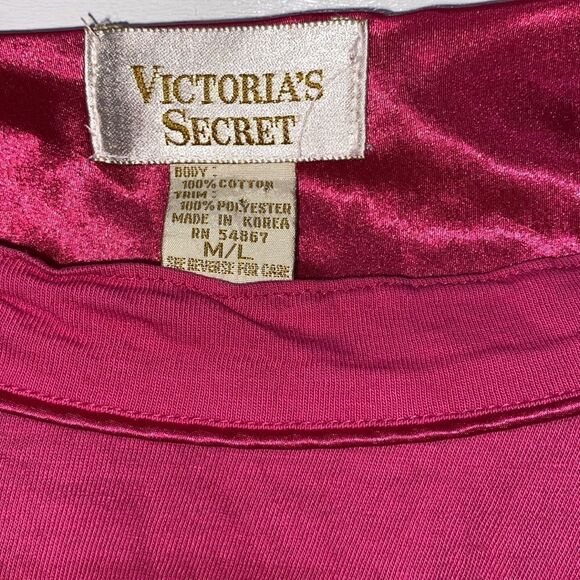 VICTORIA'S
SECRET
BODY:
100% COTTON
TRIM:
100% POLYESTER
MADE IN KOREA
RN 54867
M/L
SEE REVERSE FOR CARE